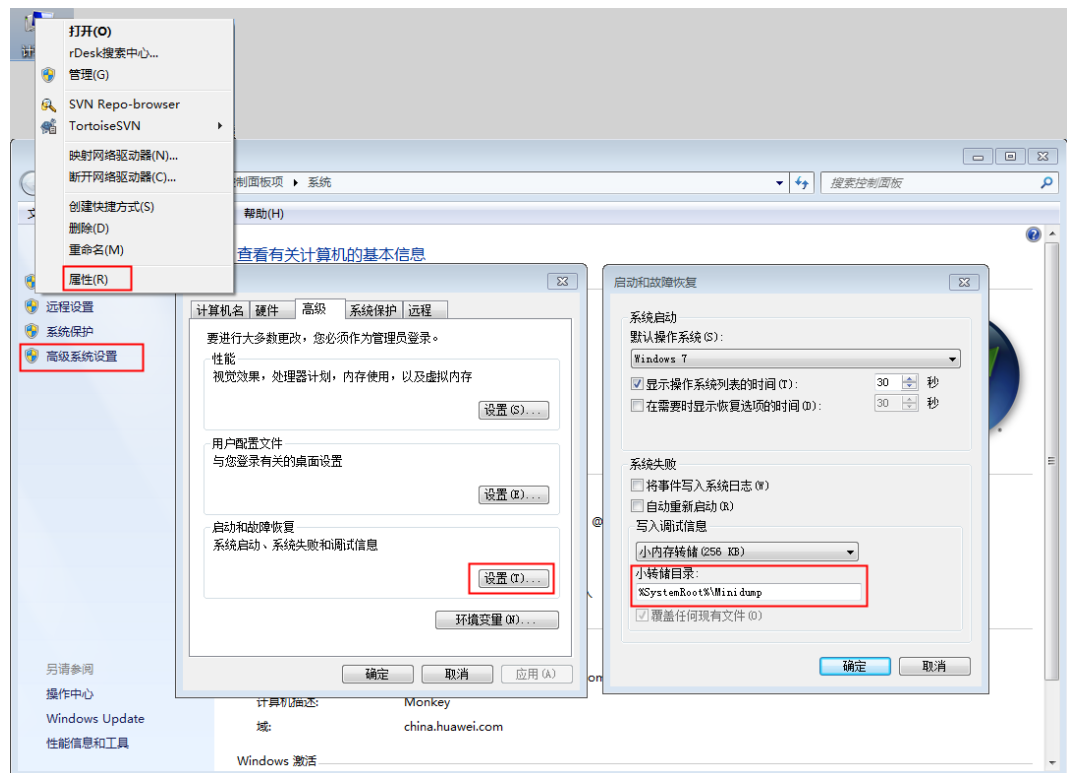 打开(O)
rDesk搜索中心...
管理(G)
SVN Repo-browser
TortoiseSVN
映射网络驱动器(N)...
断开网络驱动器(C)...
创建快捷方式(S)
删除(D)
重命名(M)
属性(R)
制面板项 ▸ 系统
搜索控制面板
帮助(H)
查看有关计算机的基本信息
远程设置
系统保护
高级系统设置
计算机名 硬件 高级 系统保护 远程
要进行大多数更改，您必须作为管理员登录。
性能
视觉效果，处理器计划，内存使用，以及虚拟内存
设置(S)...
用户配置文件
与您登录有关的桌面设置
设置(E)...
启动和故障恢复
系统启动、系统失败和调试信息
设置(T)...
环境变量(N)...
确定 取消 应用(A)
启动和故障恢复
系统启动
默认操作系统(S):
Windows 7
显示操作系统列表的时间(T): 30 秒
在需要时显示恢复选项的时间(D): 30 秒
系统失败
将事件写入系统日志(W)
自动重新启动(R)
写入调试信息
小内存转储(256 KB)
小转储目录:
%SystemRoot%\Minidump
覆盖任何现有文件(O)
确定 取消
@
om
另请参阅
操作中心
Windows Update
性能信息和工具
计算机描述: Monkey
域: china.huawei.com
Windows 激活